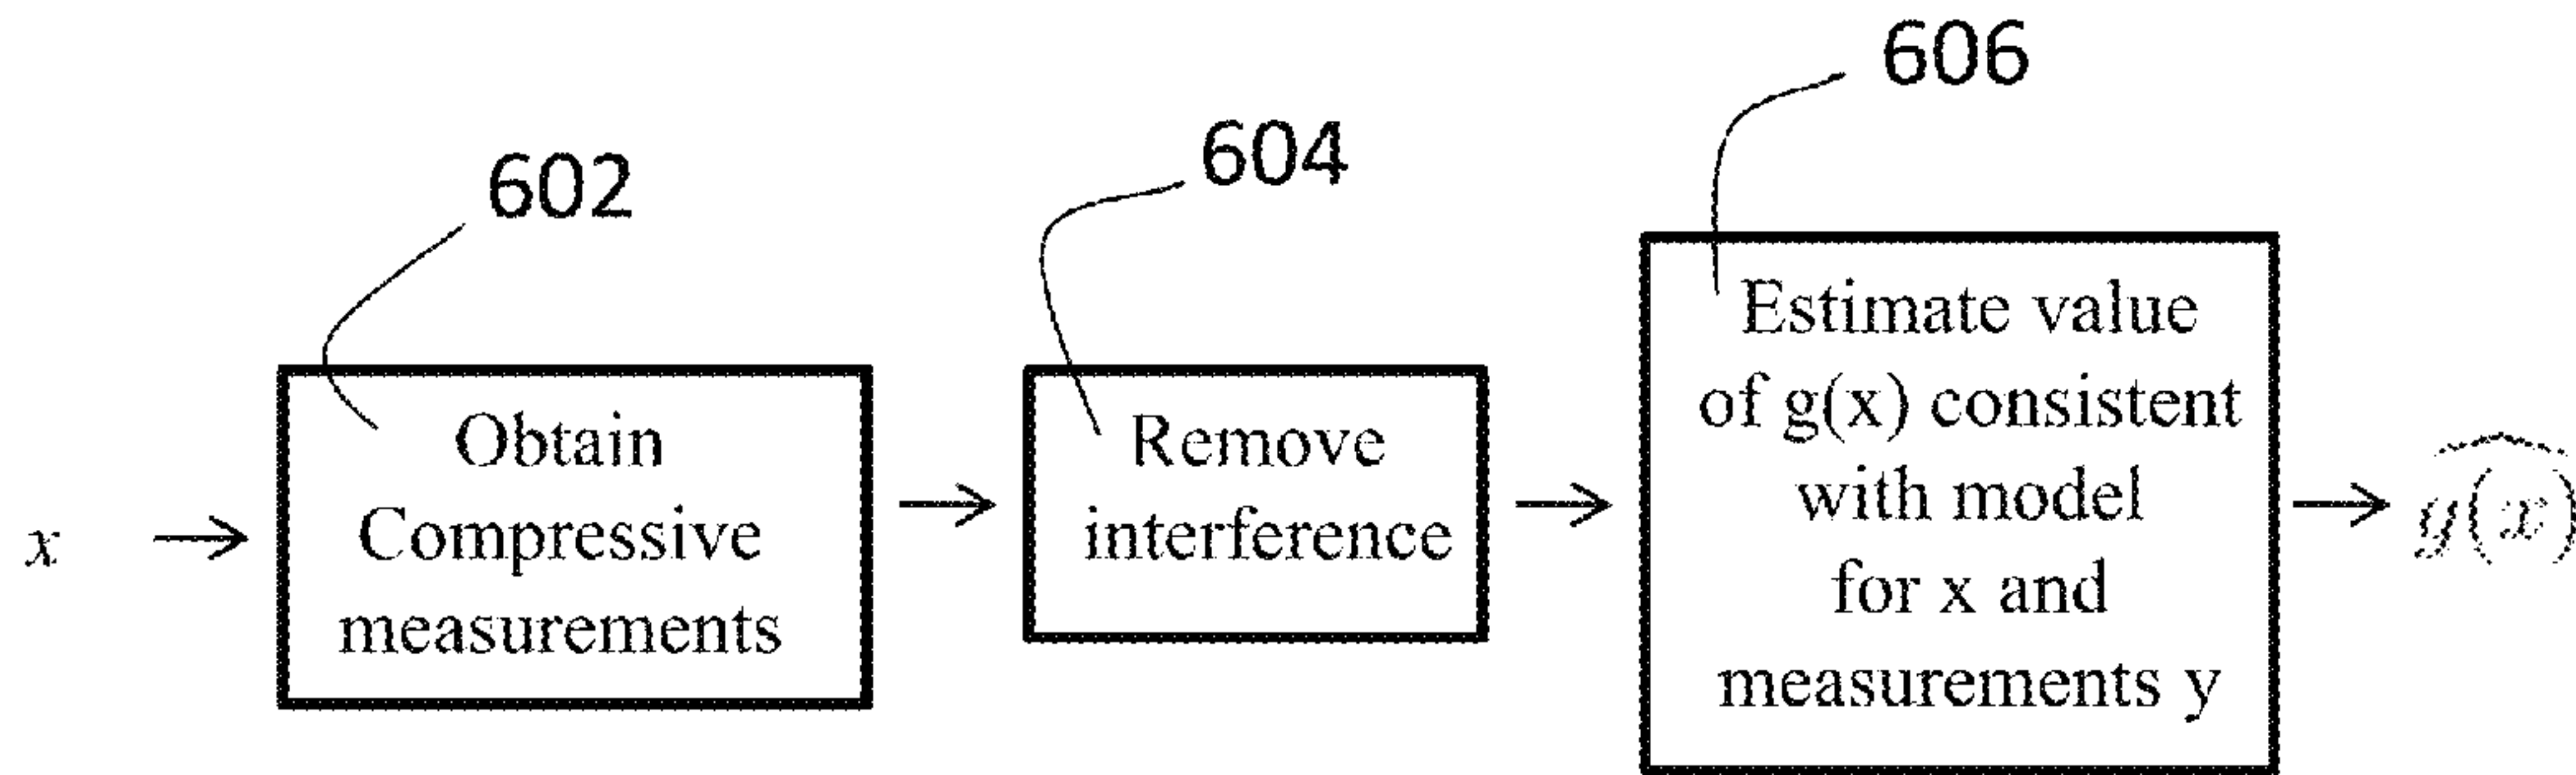 602
604
606
x
Obtain
Compressive
measurements
Remove
interference
Estimate value
of g(x) consistent
with model
for x and
measurements y
g(x)